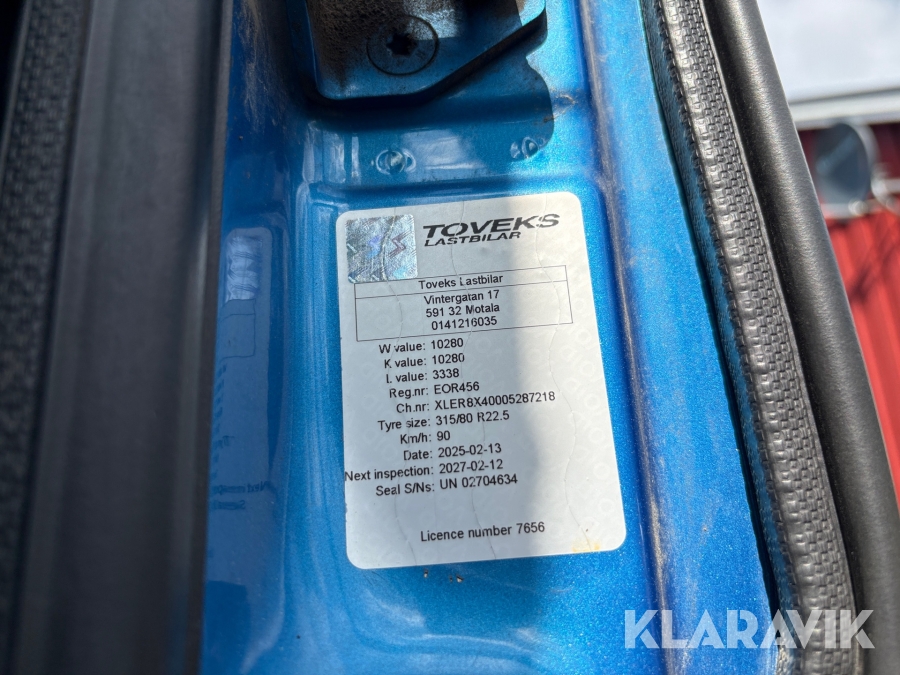 TOVEKS
LASTBILAR
Toveks Lastbilar
Vintergatan 17
591 32 Motala
0141216035
W value: 10280
K value: 10280
L value: 3338
Reg.nr: EOR456
Ch.nr: XLER8X40005287218
Tyre size: 315/80 R22.5
Km/h: 90
Date: 2025-02-13
Next inspection: 2027-02-12
Seal S/Ns: UN 02704634
Licence number 7656
KLARAVIK